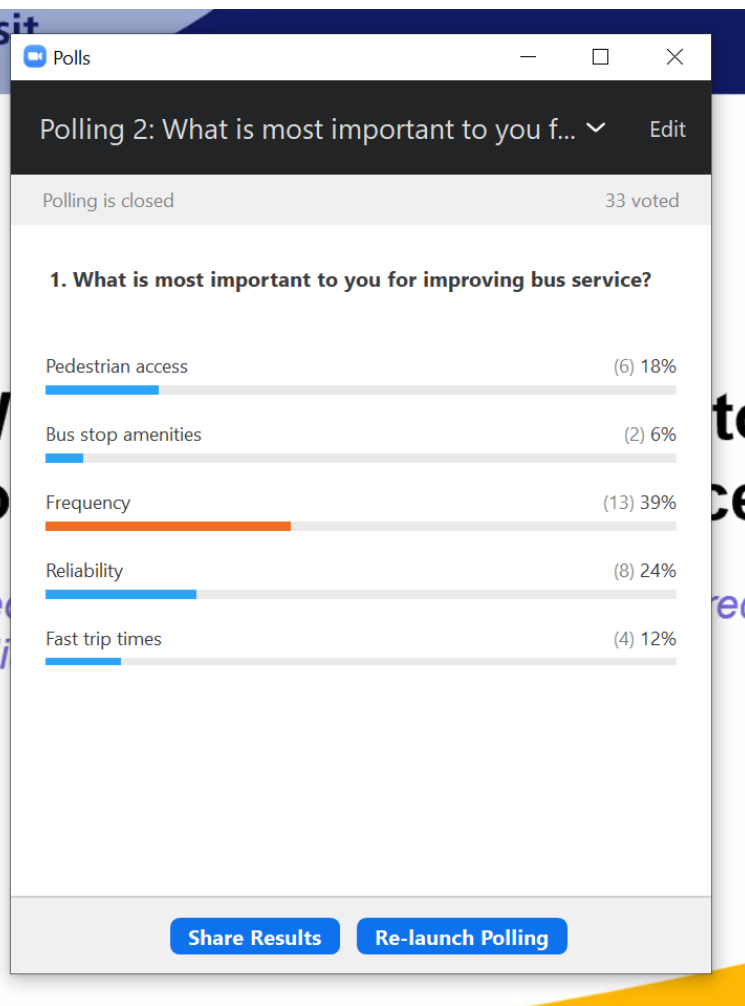 sit
Polls
Polling 2: What is most important to you f...
Edit
Polling is closed
33 voted
1. What is most important to you for improving bus service?
Pedestrian access (6) 18%
Bus stop amenities (2) 6%
Frequency (13) 39%
Reliability (8) 24%
Fast trip times (4) 12%
Share Results
Re-launch Polling